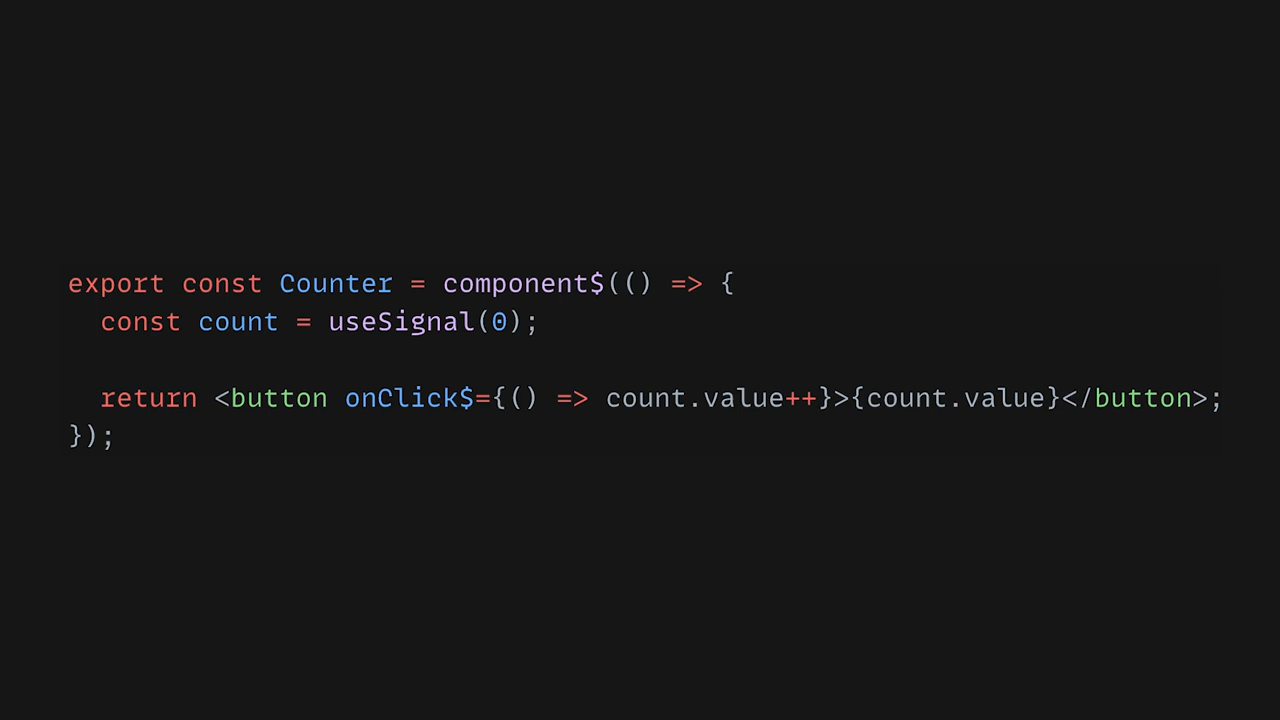 export const Counter = component$(() => {
  const count = useSignal(0);

  return <button onClick$={() => count.value++}>{count.value}</button>;
});